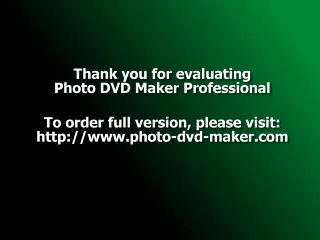 Thank you for evaluating
Photo DVD Maker Professional
To order full version, please visit:
http://www.photo-dvd-maker.com